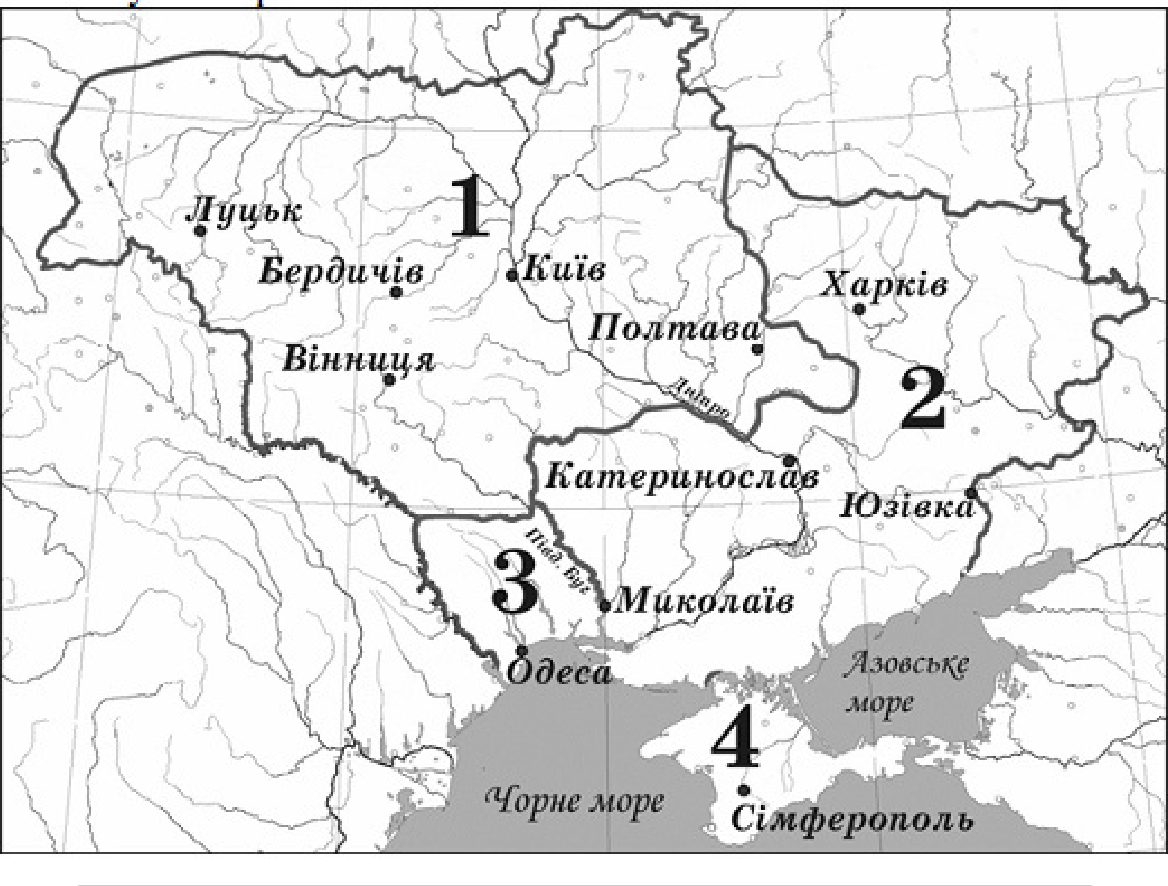 Луцьк
1
Бердичів
Київ
Харків
Полтава
Вінниця
Дніпро
2
Катеринослав
Юзівка
Півд. Буг
3
Миколаїв
Одеса
Азовське
море
4
Чорне море
Сімферополь